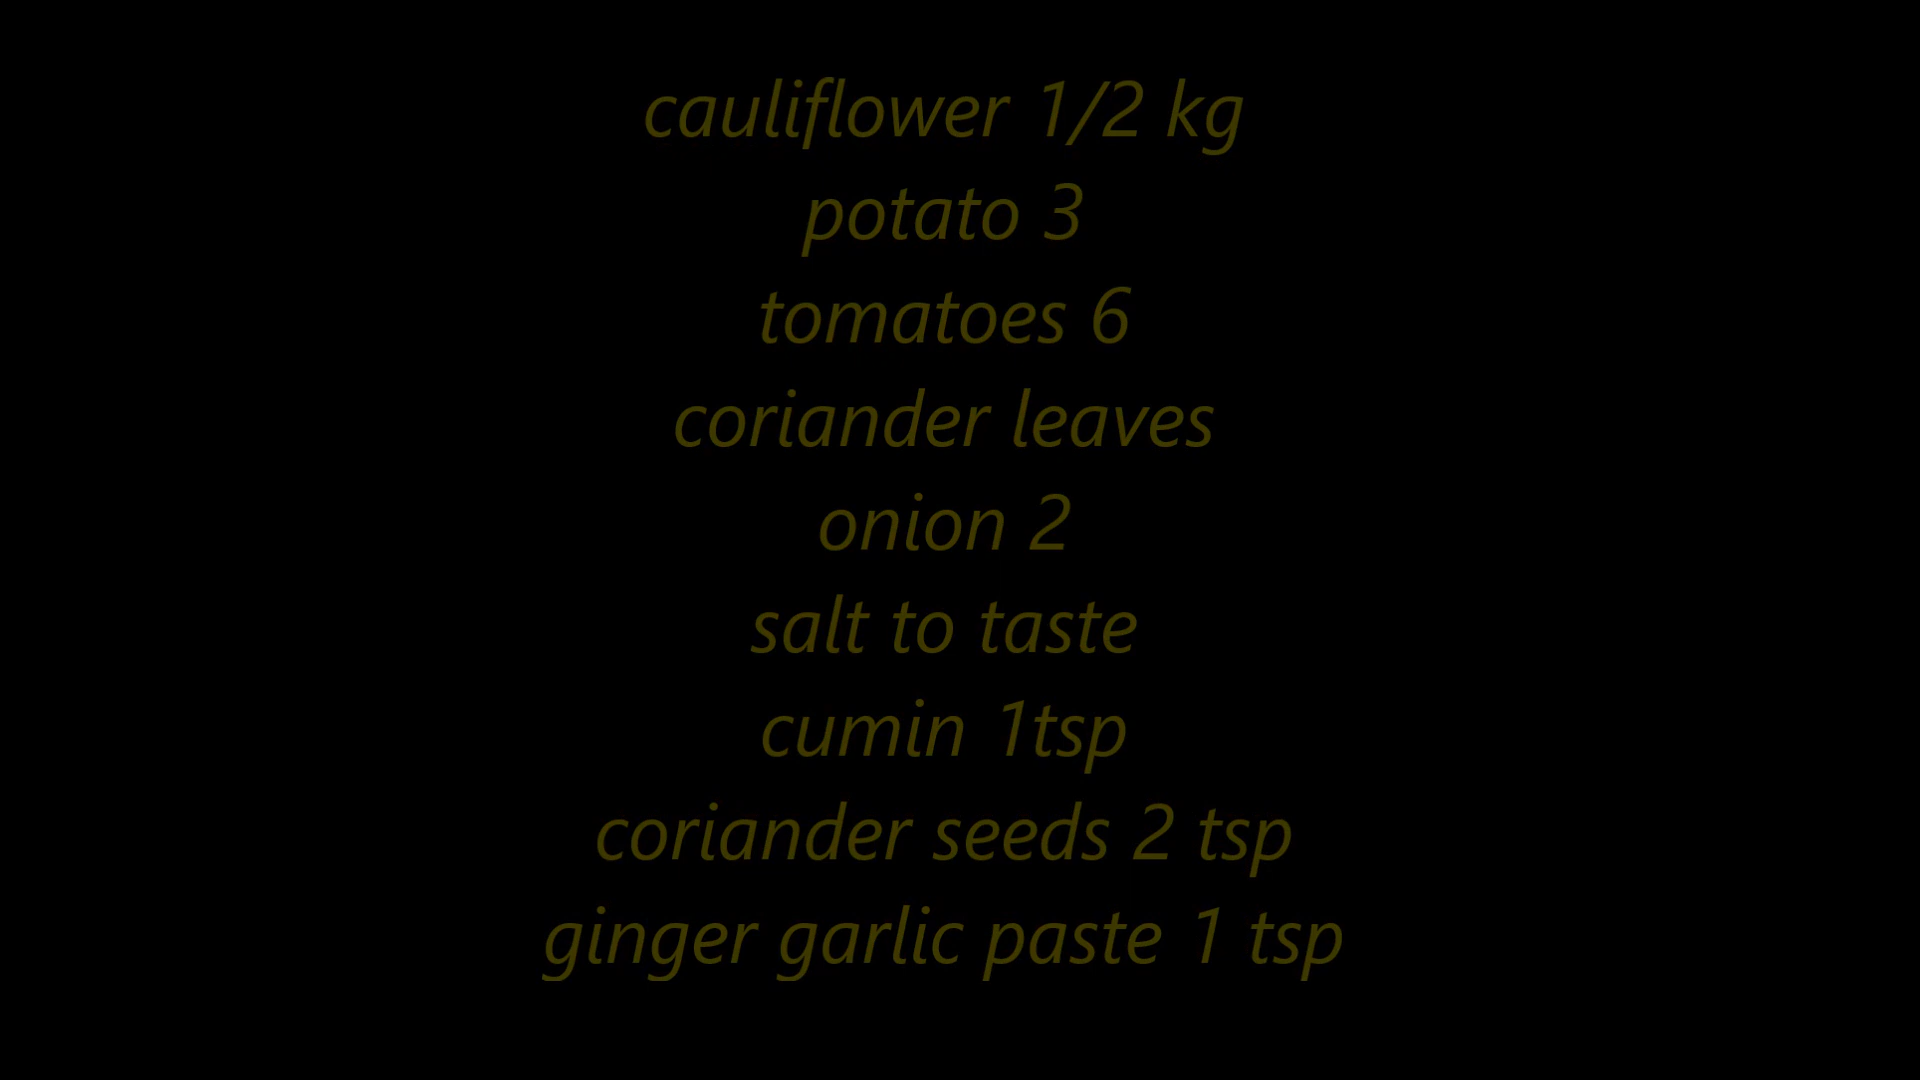 cauliflower 1/2 kg
potato 3
tomatoes 6
coriander leaves
onion 2
salt to taste
cumin 1tsp
coriander seeds 2 tsp
ginger garlic paste 1 tsp